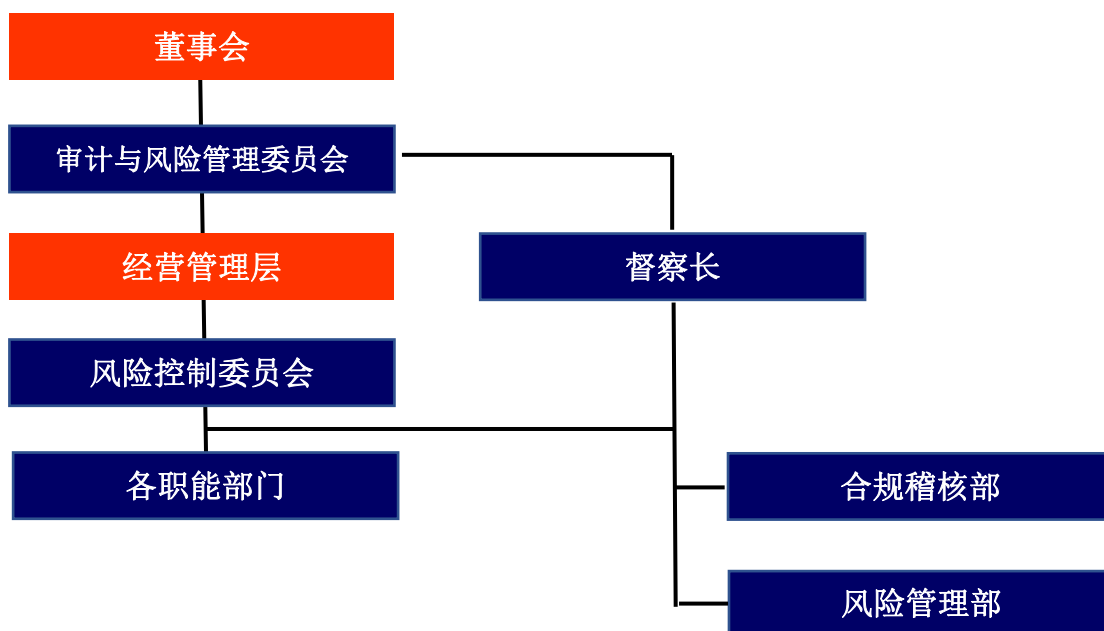 董事会
审计与风险管理委员会
经营管理层
督察长
风险控制委员会
各职能部门
合规稽核部
风险管理部